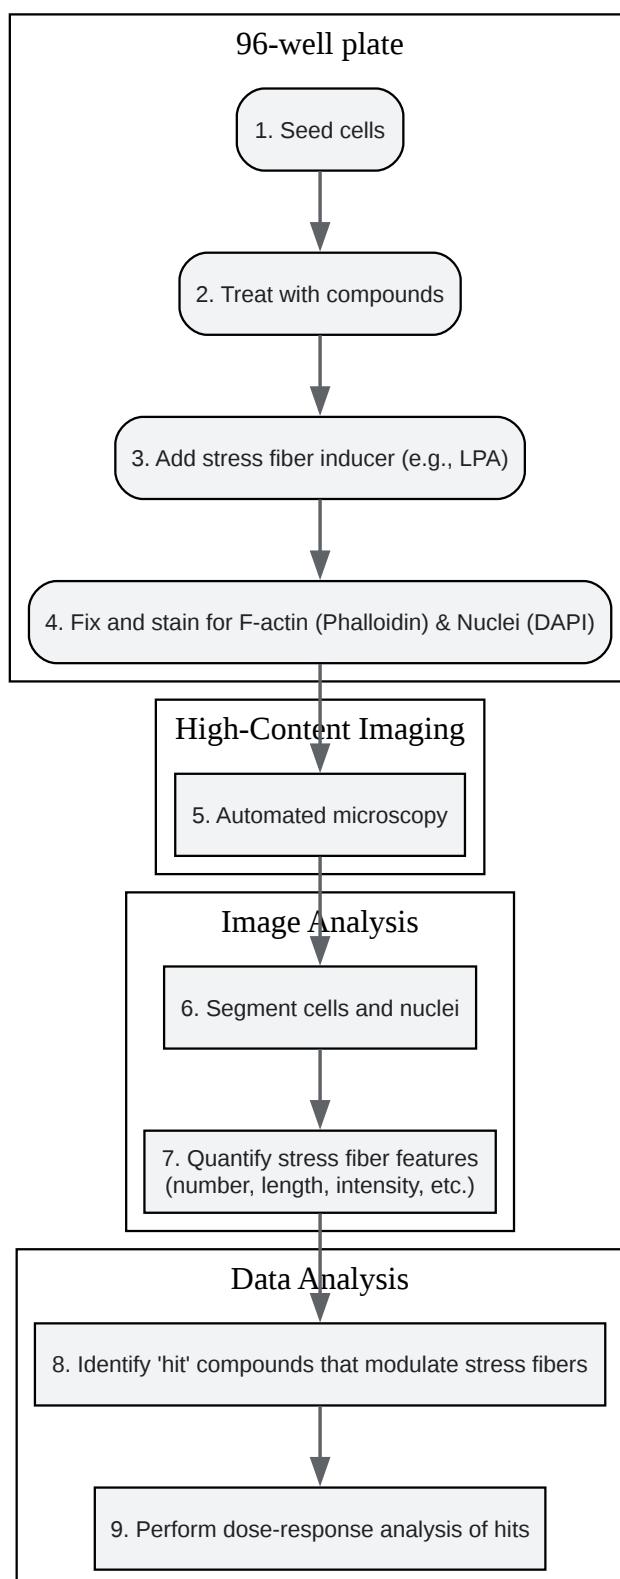 96-well plate
1. Seed cells
2. Treat with compounds
3. Add stress fiber inducer (e.g., LPA)
4. Fix and stain for F-actin (Phalloidin) & Nuclei (DAPI)
High-Content Imaging
5. Automated microscopy
Image Analysis
6. Segment cells and nuclei
7. Quantify stress fiber features
(number, length, intensity, etc.)
Data Analysis
8. Identify 'hit' compounds that modulate stress fibers
9. Perform dose-response analysis of hits